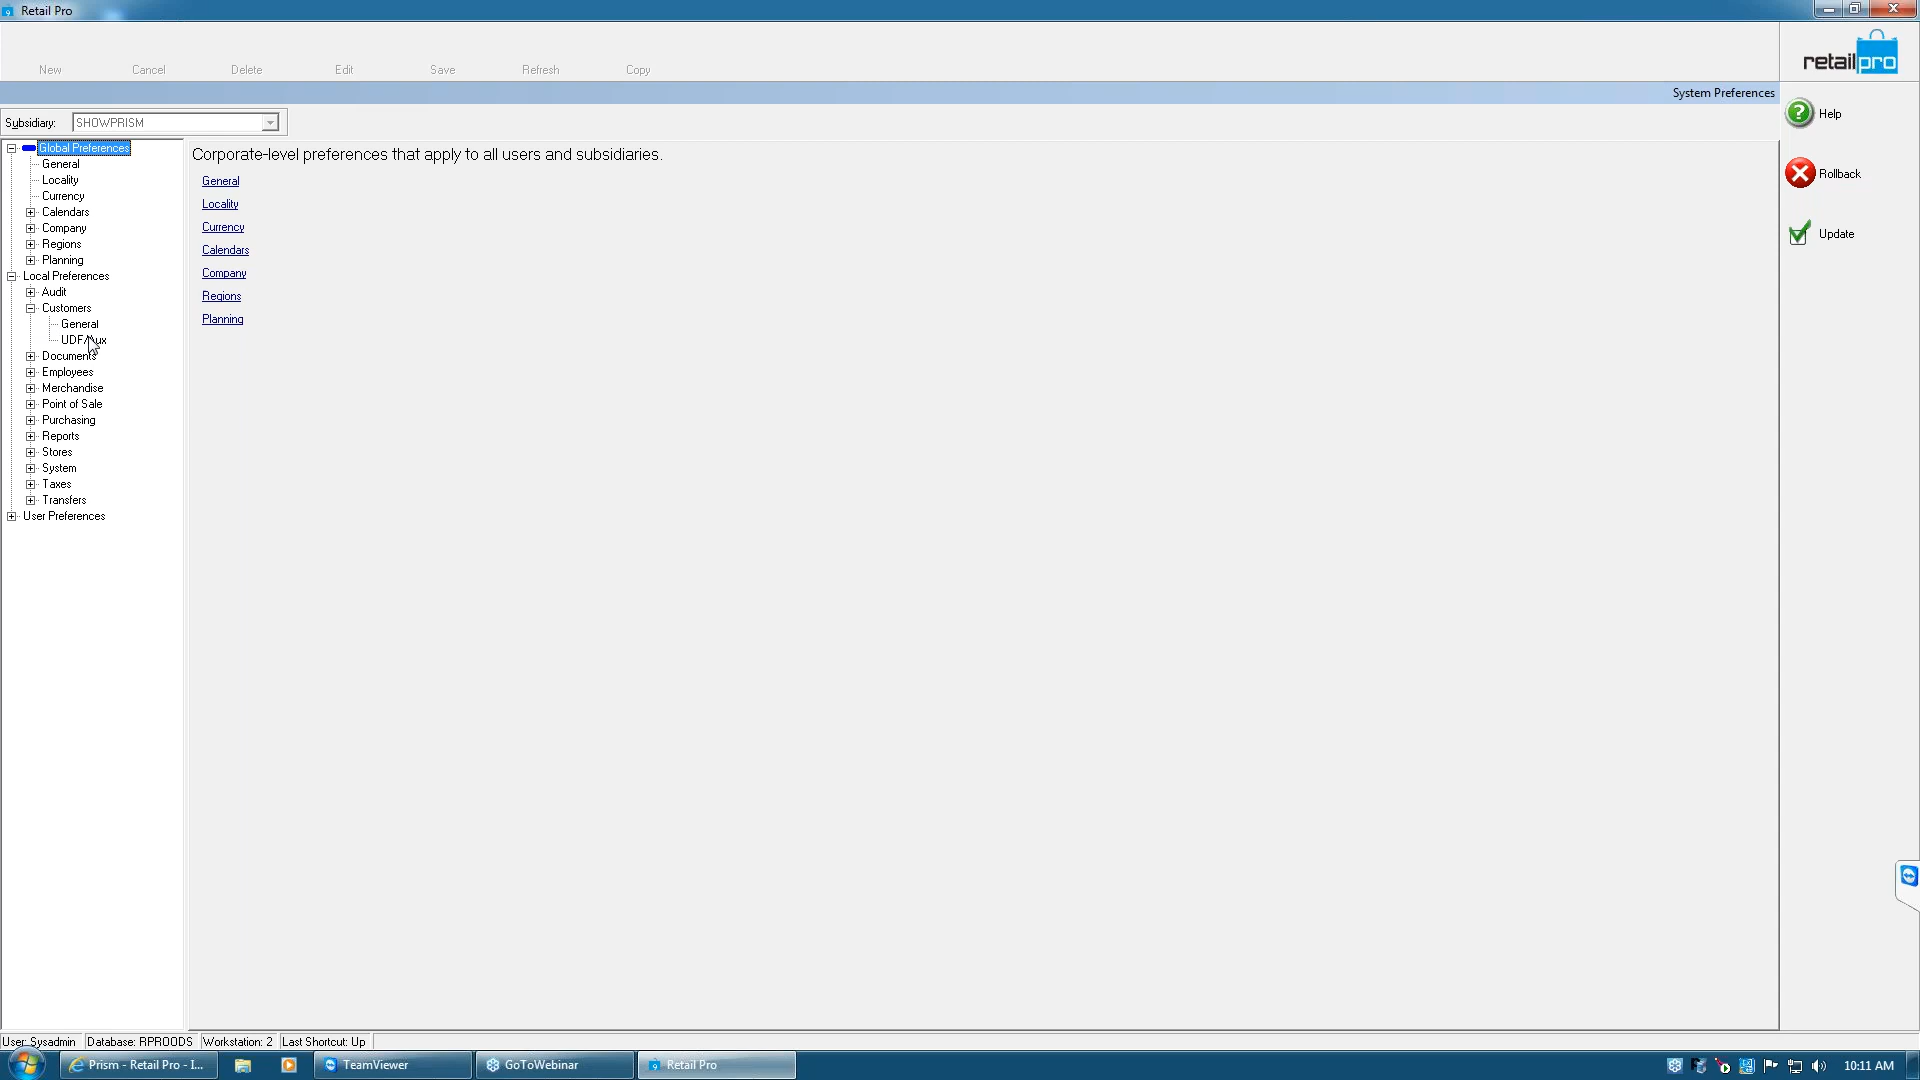 Retail Pro
New Cancel Delete Edit Save Refresh Copy
retailpro
System Preferences
Subsidiary: SHOWPRISM
Help
Rollback
Update
Global Preferences
General
Locality
Currency
Calendars
Company
Regions
Planning
Local Preferences
Audit
Customers
General
UDF/Aux
Documents
Employees
Merchandise
Point of Sale
Purchasing
Reports
Stores
System
Taxes
Transfers
User Preferences
Corporate-level preferences that apply to all users and subsidiaries.
General
Locality
Currency
Calendars
Company
Regions
Planning
User: Sysadmin Database: RPROODS Workstation: 2 Last Shortcut: Up
Prism - Retail Pro - I... TeamViewer GoToWebinar Retail Pro 10:11 AM